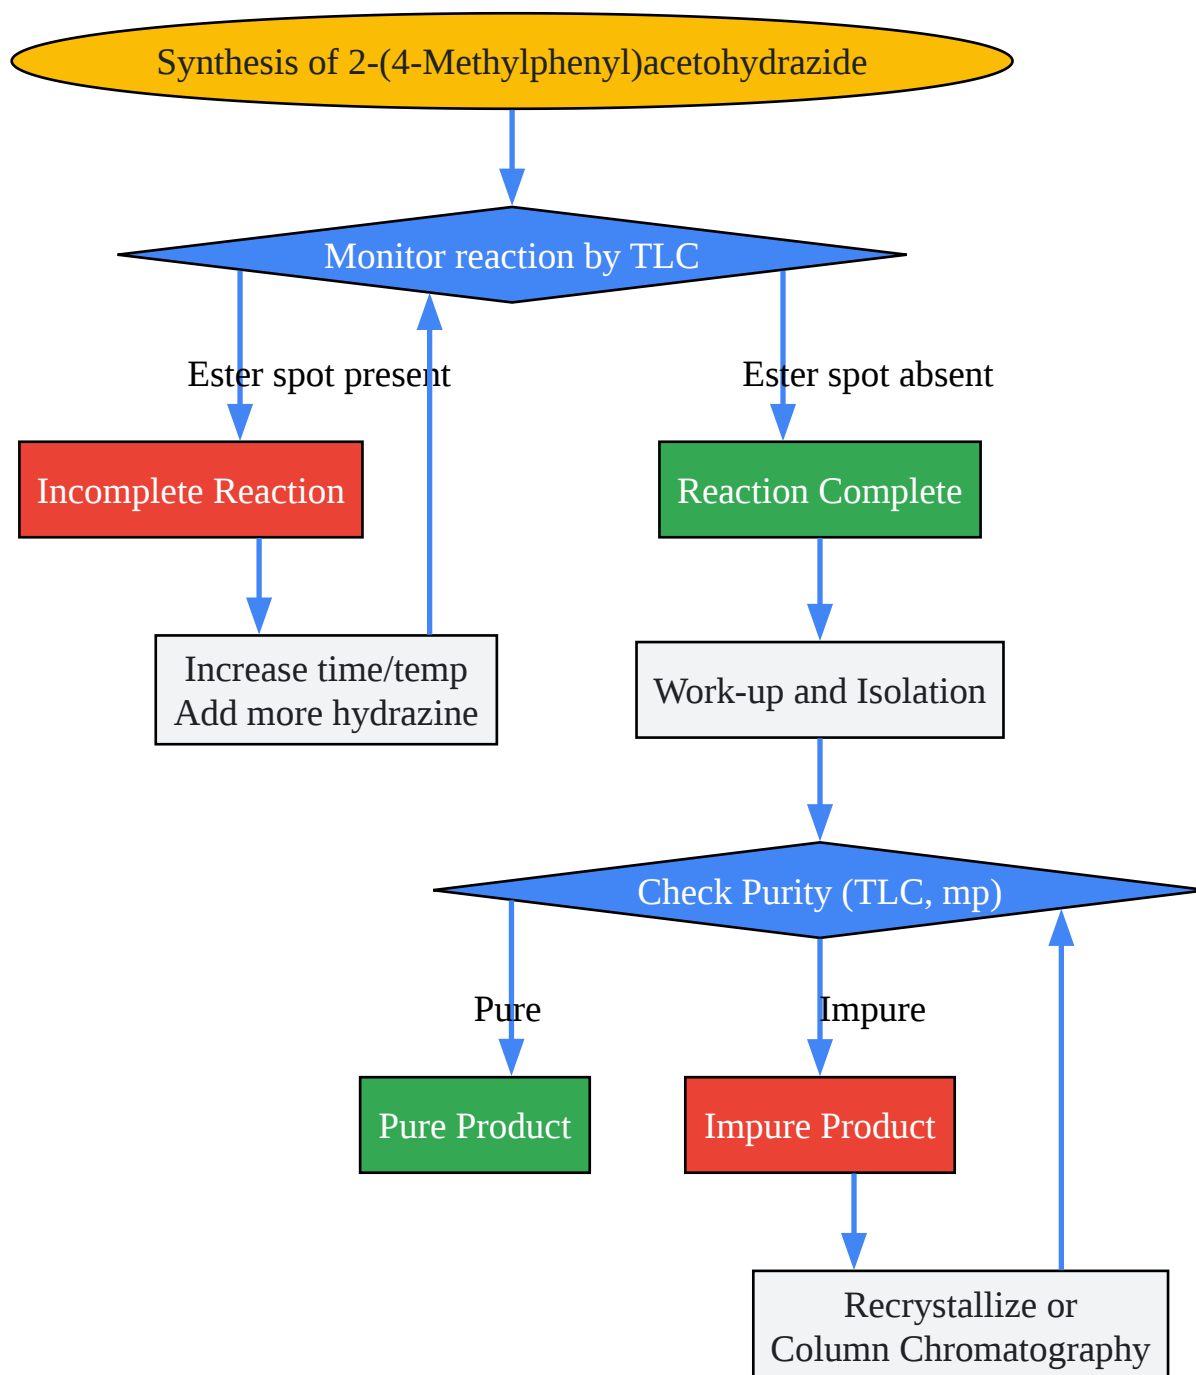 Synthesis of 2-(4-Methylphenyl)acetohydrazide
Monitor reaction by TLC
Ester spot present
Ester spot absent
Incomplete Reaction
Reaction Complete
Increase time/temp
Add more hydrazine
Work-up and Isolation
Check Purity (TLC, mp)
Pure
Impure
Pure Product
Impure Product
Recrystallize or
Column Chromatography